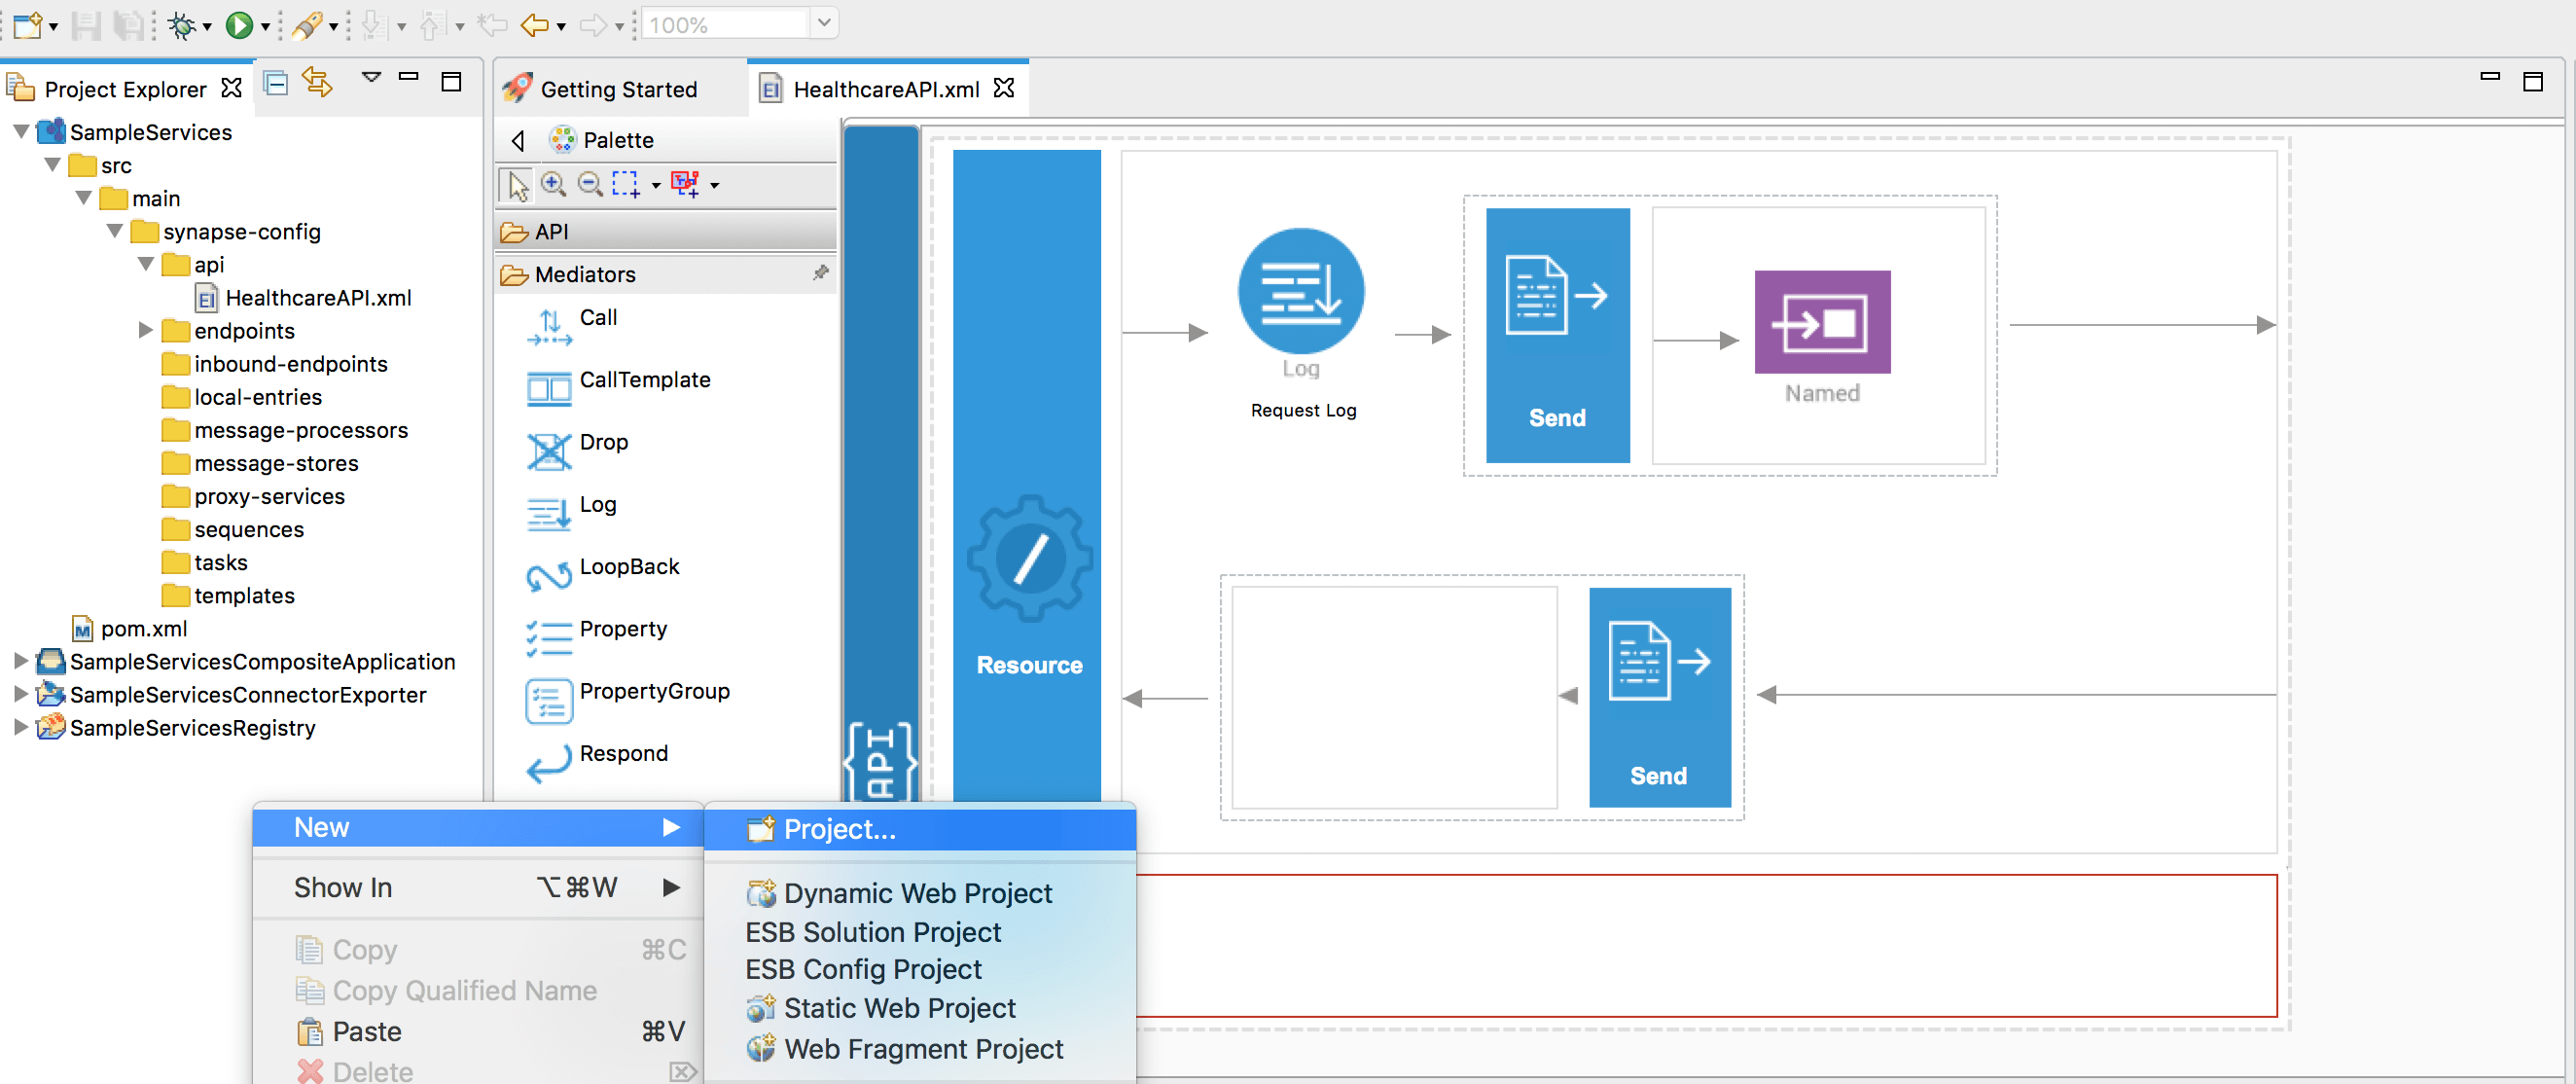 100%
Project Explorer
Getting Started
HealthcareAPI.xml
SampleServices
src
main
synapse-config
api
HealthcareAPI.xml
endpoints
inbound-endpoints
local-entries
message-processors
message-stores
proxy-services
sequences
tasks
templates
pom.xml
SampleServicesCompositeApplication
SampleServicesConnectorExporter
SampleServicesRegistry
Palette
API
Mediators
Call
CallTemplate
Drop
Log
LoopBack
Property
PropertyGroup
Respond
{API}
Resource
Log
Request Log
Send
Named
Send
New
Show In ⌥⌘W
Copy ⌘C
Copy Qualified Name
Paste ⌘V
Delete ⌦
Project...
Dynamic Web Project
ESB Solution Project
ESB Config Project
Static Web Project
Web Fragment Project